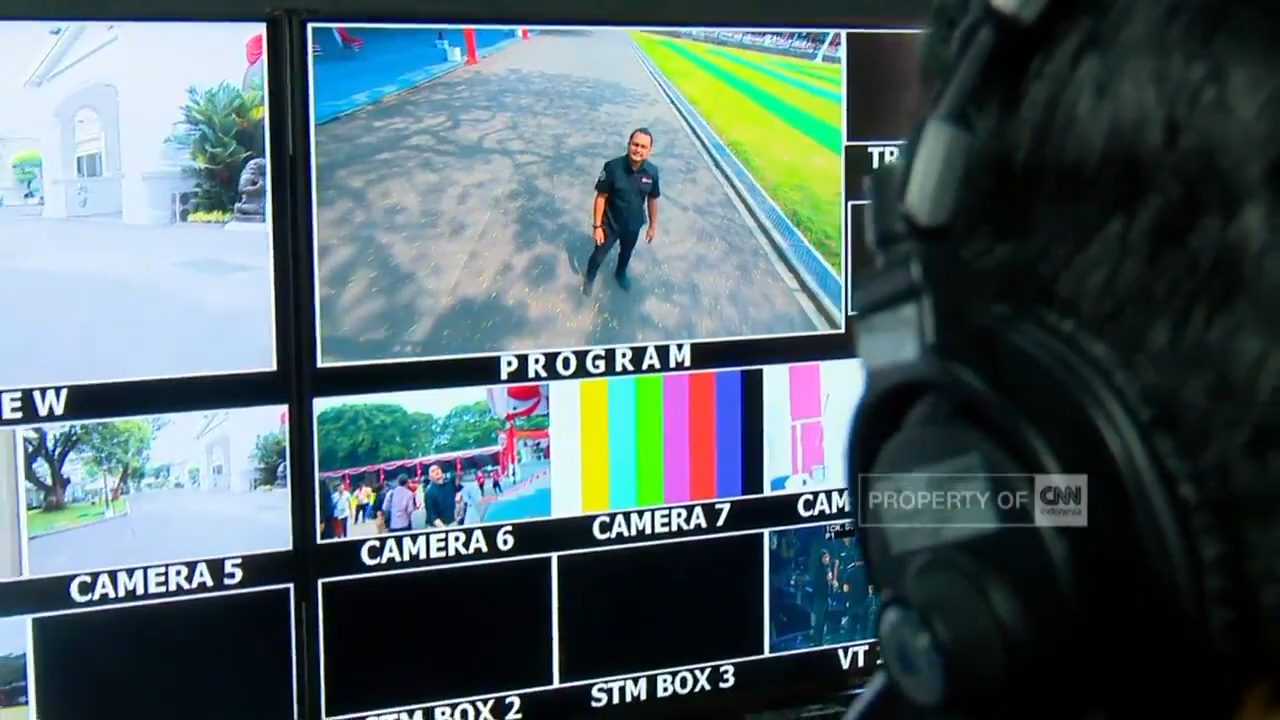 PROGRAM
EW
TR
CAMERA 5
CAMERA 6
CAMERA 7
CAM
PROPERTY OF CNN
Indonesia
STM BOX 2
STM BOX 3
VT